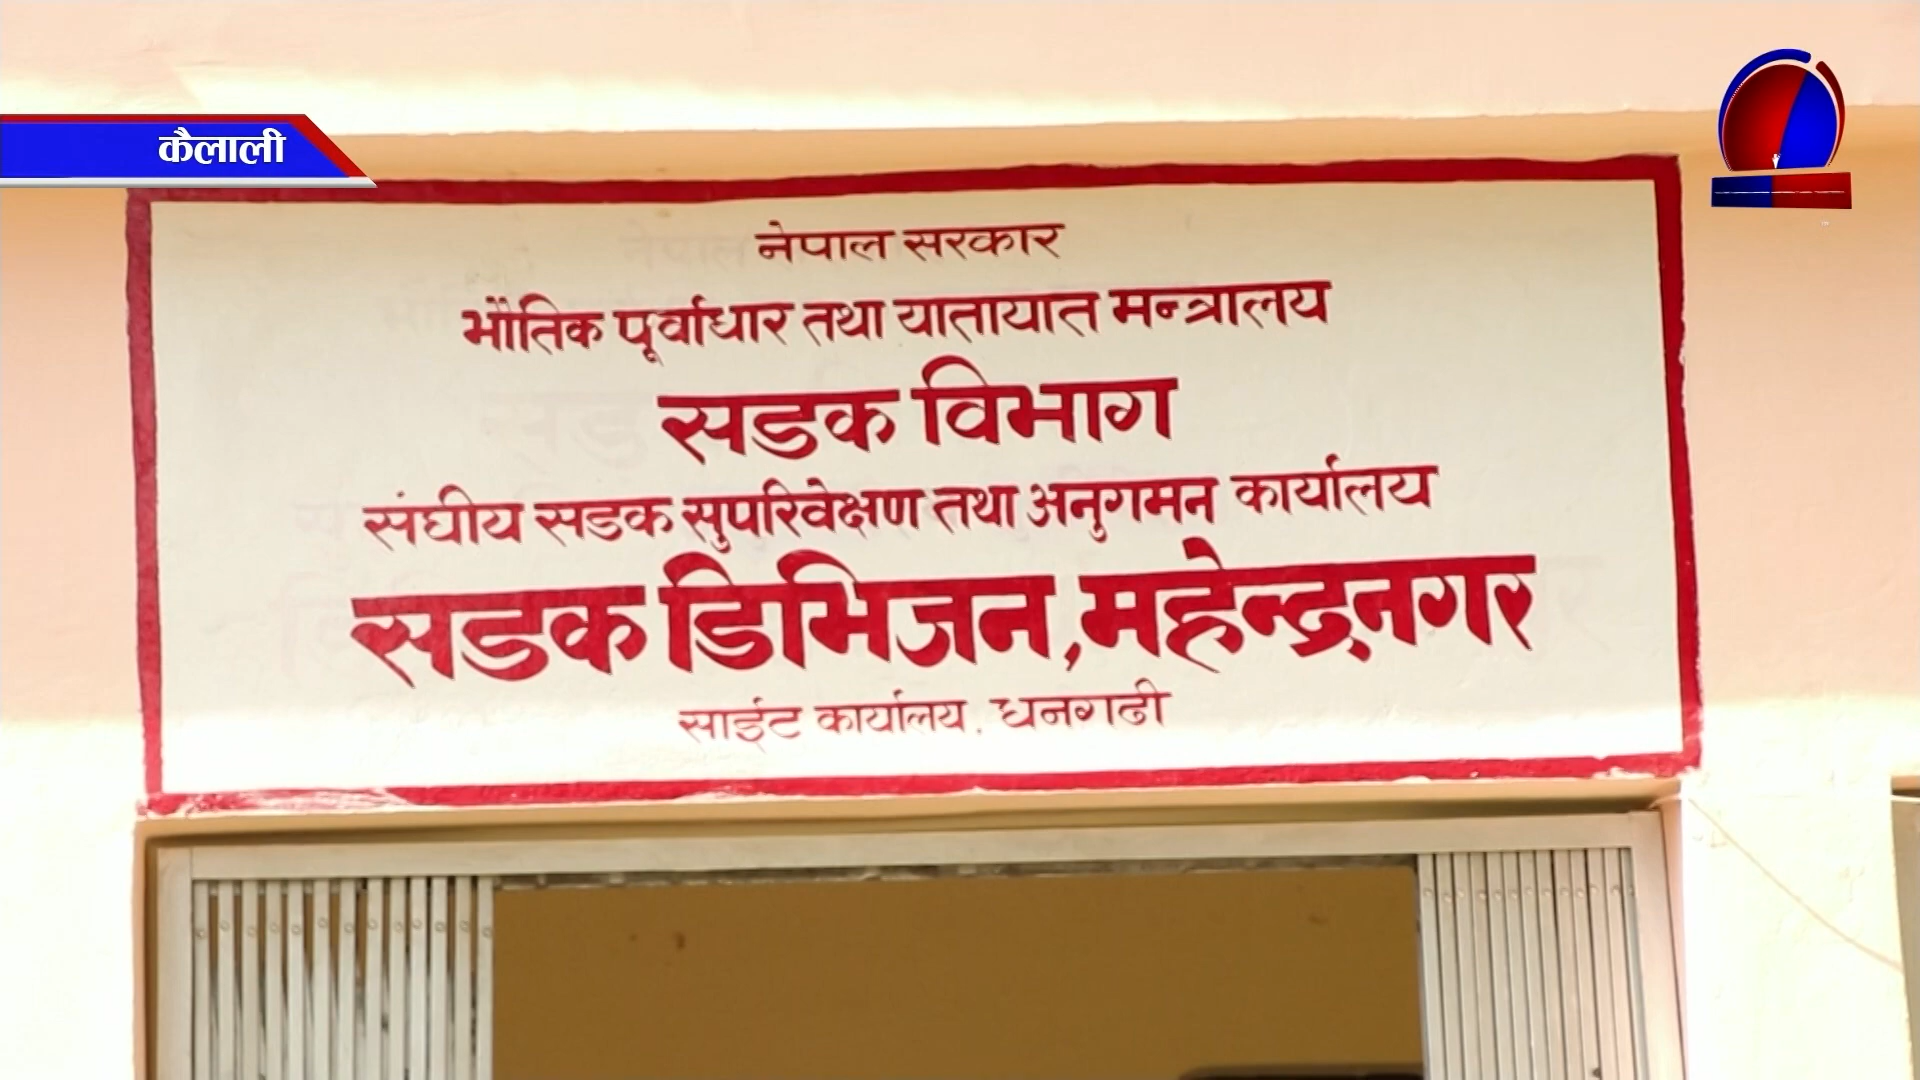 कैलाली
नेपाल सरकार
भौतिक पूर्वाधार तथा यातायात मन्त्रालय
सडक विभाग
संघीय सडक सुपरिवेक्षण तथा अनुगमन कार्यालय
सडक डिभिजन, महेन्द्रनगर
साईट कार्यालय, धनगढी